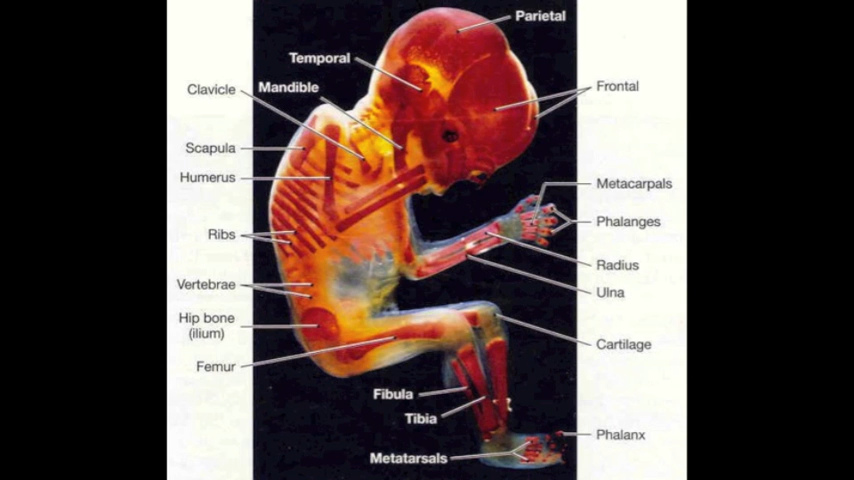 Parietal
Temporal
Clavicle
Mandible
Frontal
Scapula
Humerus
Metacarpals
Phalanges
Ribs
Radius
Vertebrae
Ulna
Hip bone
(ilium)
Cartilage
Femur
Fibula
Tibia
Phalanx
Metatarsals